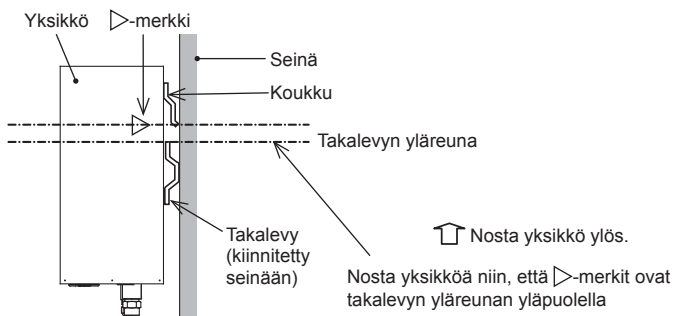 Yksikkö
▷-merkki
Seinä
Koukku
Takalevyn yläreuna
Takalevy
(kiinnitetty
seinään)
Nosta yksikkö ylös.
Nosta yksikköä niin, että ▷-merkit ovat
takalevyn yläreunan yläpuolella